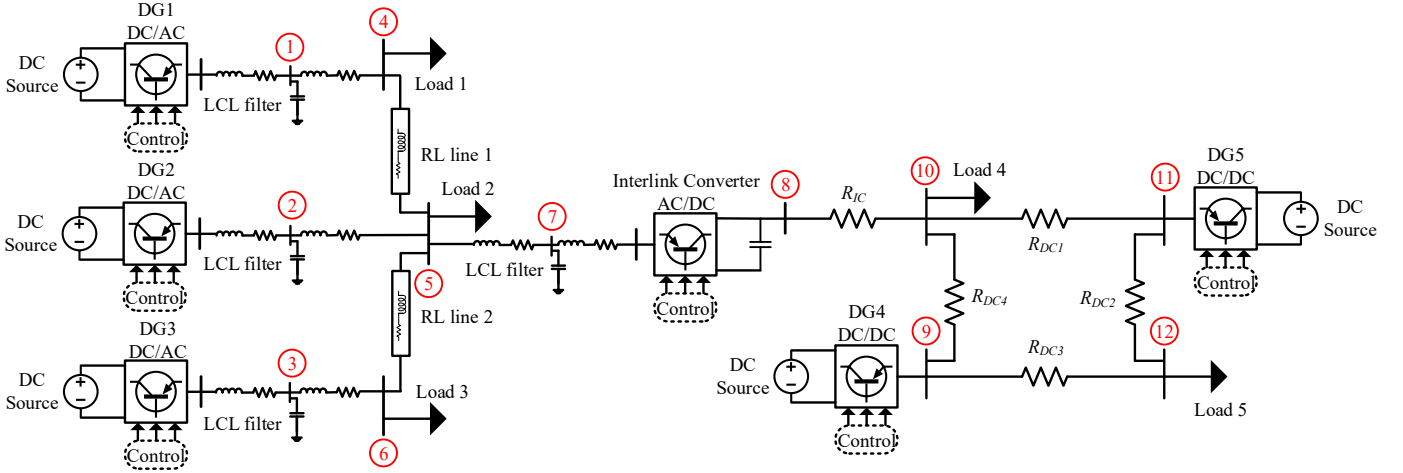 DG1
DC/AC
DC
Source
Control
LCL filter
1
4
Load 1
RL line 1
DG2
DC/AC
DC
Source
Control
LCL filter
2
Load 2
5
RL line 2
DG3
DC/AC
DC
Source
Control
LCL filter
3
Load 3
6
LCL filter
7
Interlink Converter
AC/DC
Control
8
R_IC
10
Load 4
R_DC1
11
DG5
DC/DC
DC
Source
Control
R_DC4
R_DC2
DG4
DC/DC
DC
Source
Control
9
R_DC3
12
Load 5